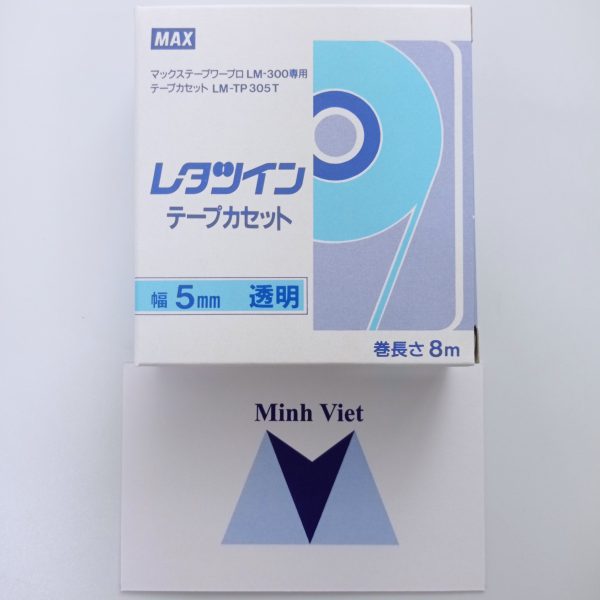 MAX
マックステープワープロ LM-300専用
テープカセット LM-TP305T
レタツイン
テープカセット
幅 5mm 透明
巻長さ 8m
Minh Viet